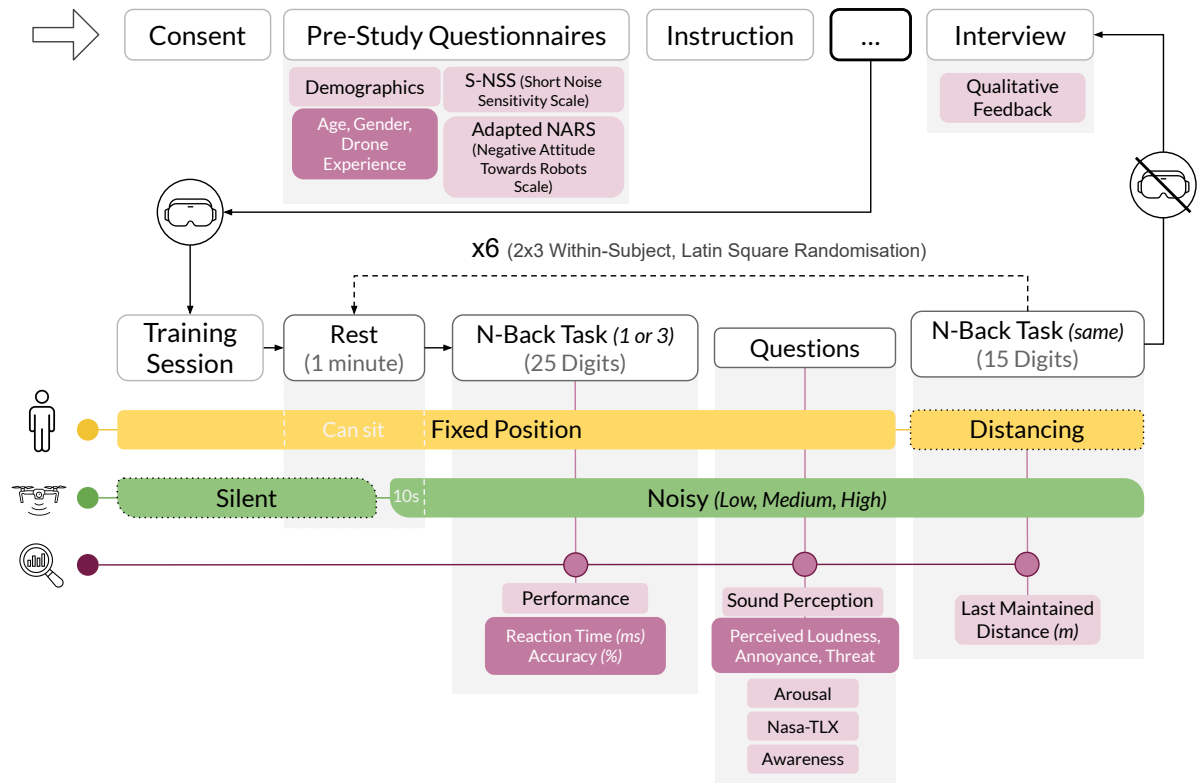 Consent
Pre-Study Questionnaires
Instruction
...
Interview
Demographics
Age, Gender,
Drone
Experience
S-NSS (Short Noise
Sensitivity Scale)
Adapted NARS
(Negative Attitude
Towards Robots
Scale)
Qualitative
Feedback
x6 (2x3 Within-Subject, Latin Square Randomisation)
Training
Session
Rest
(1 minute)
N-Back Task (1 or 3)
(25 Digits)
Questions
N-Back Task (same)
(15 Digits)
Can sit
Fixed Position
Distancing
Silent
10s
Noisy (Low, Medium, High)
Performance
Reaction Time (ms)
Accuracy (%)
Sound Perception
Perceived Loudness,
Annoyance, Threat
Arousal
Nasa-TLX
Awareness
Last Maintained
Distance (m)